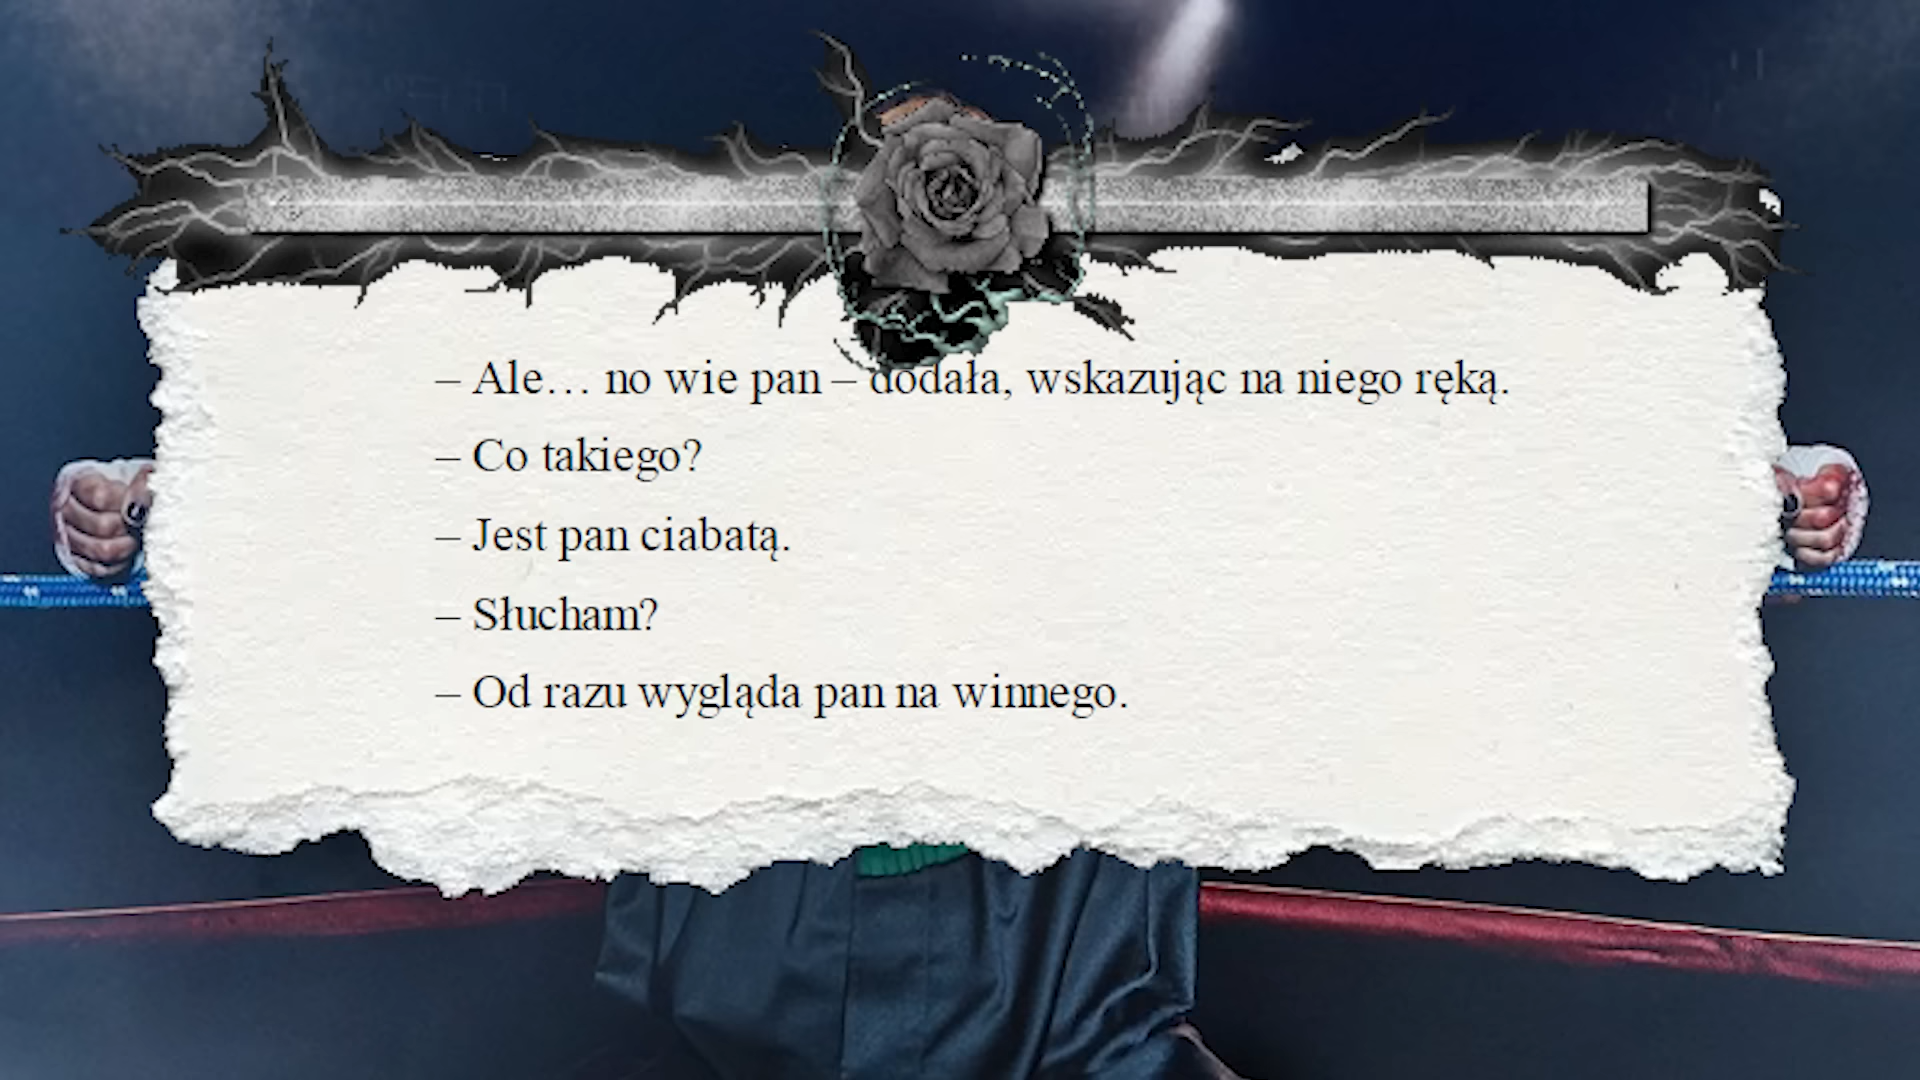 – Ale… no wie pan – dodała, wskazując na niego ręką.
– Co takiego?
– Jest pan ciabatą.
– Słucham?
– Od razu wygląda pan na winnego.